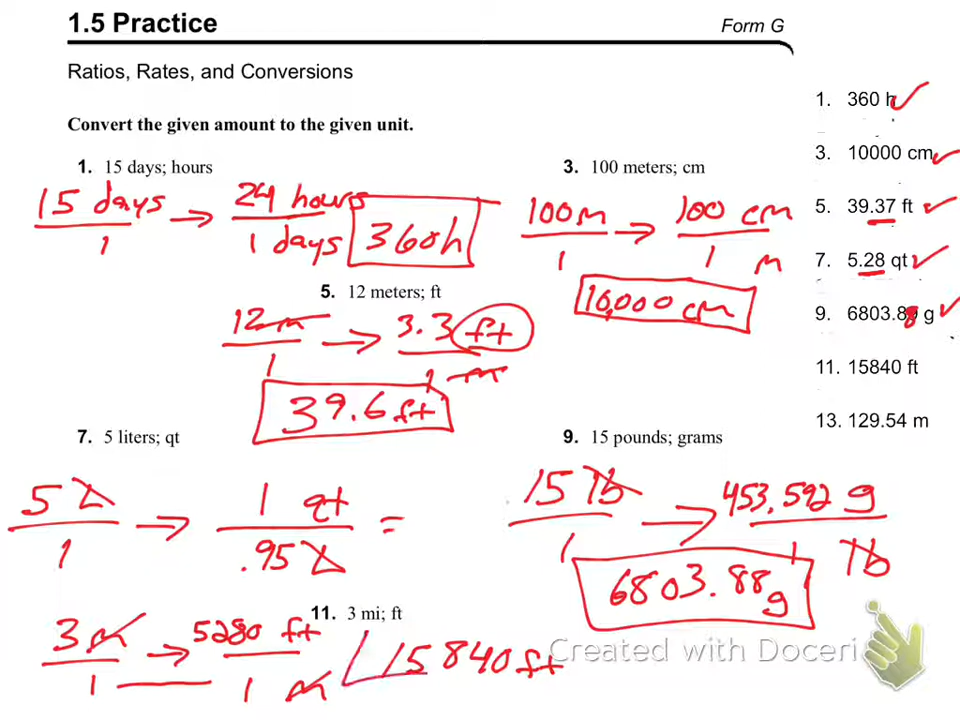 1.5 Practice
Form G
Ratios, Rates, and Conversions
Convert the given amount to the given unit.
1. 15 days; hours
15 days → 24 hours
1 1 days
360h
3. 100 meters; cm
100m → 100 cm
1 1 m
10,000 cm
5. 12 meters; ft
12m → 3.3 ft
1 1 m
39.6 ft
7. 5 liters; qt
5 L → 1 qt =
1 .95 L
9. 15 pounds; grams
15 lb → 453.592 g
1 1 lb
6803.88 g
11. 3 mi; ft
3 m → 5280 ft
1 1 m
15840 ft
1. 360 h
3. 10000 cm
5. 39.37 ft
7. 5.28 qt
9. 6803.88 g
11. 15840 ft
13. 129.54 m
Created with Doceri